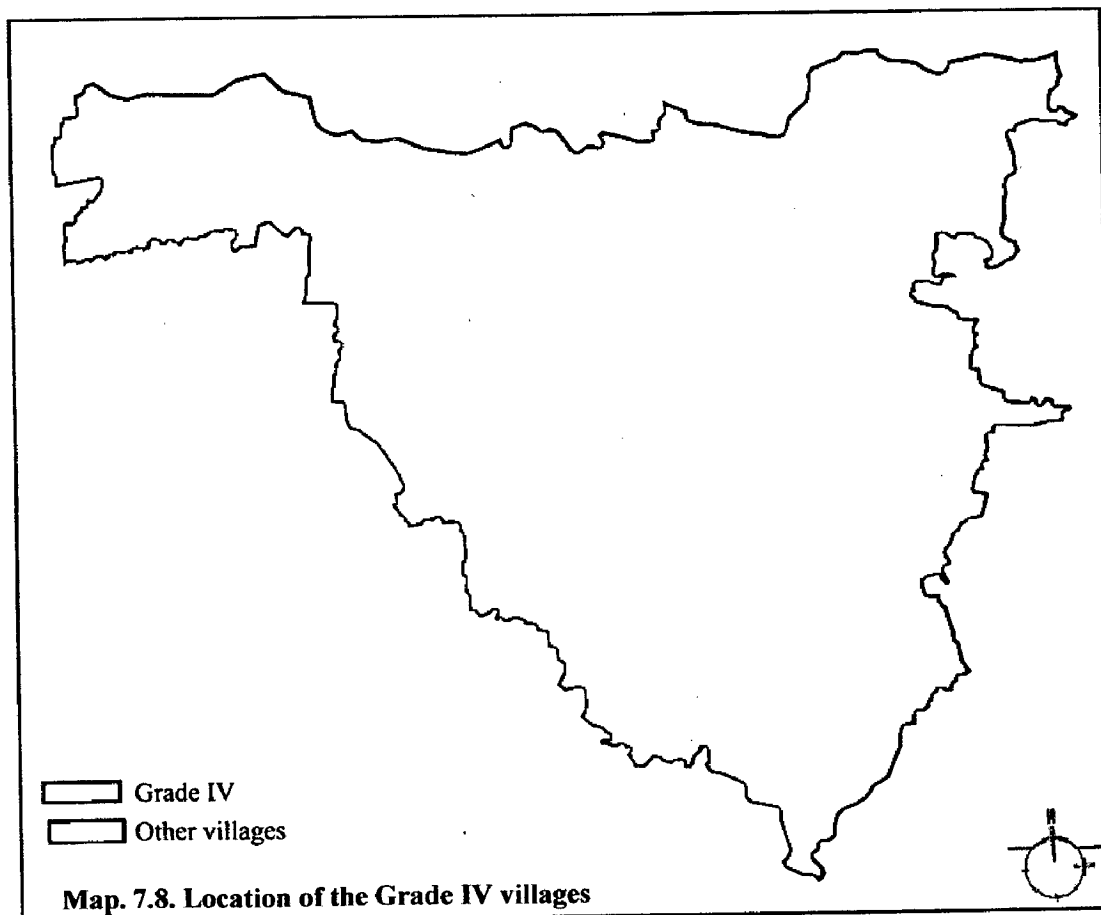 Grade IV
Other villages
N
Map. 7.8. Location of the Grade IV villages